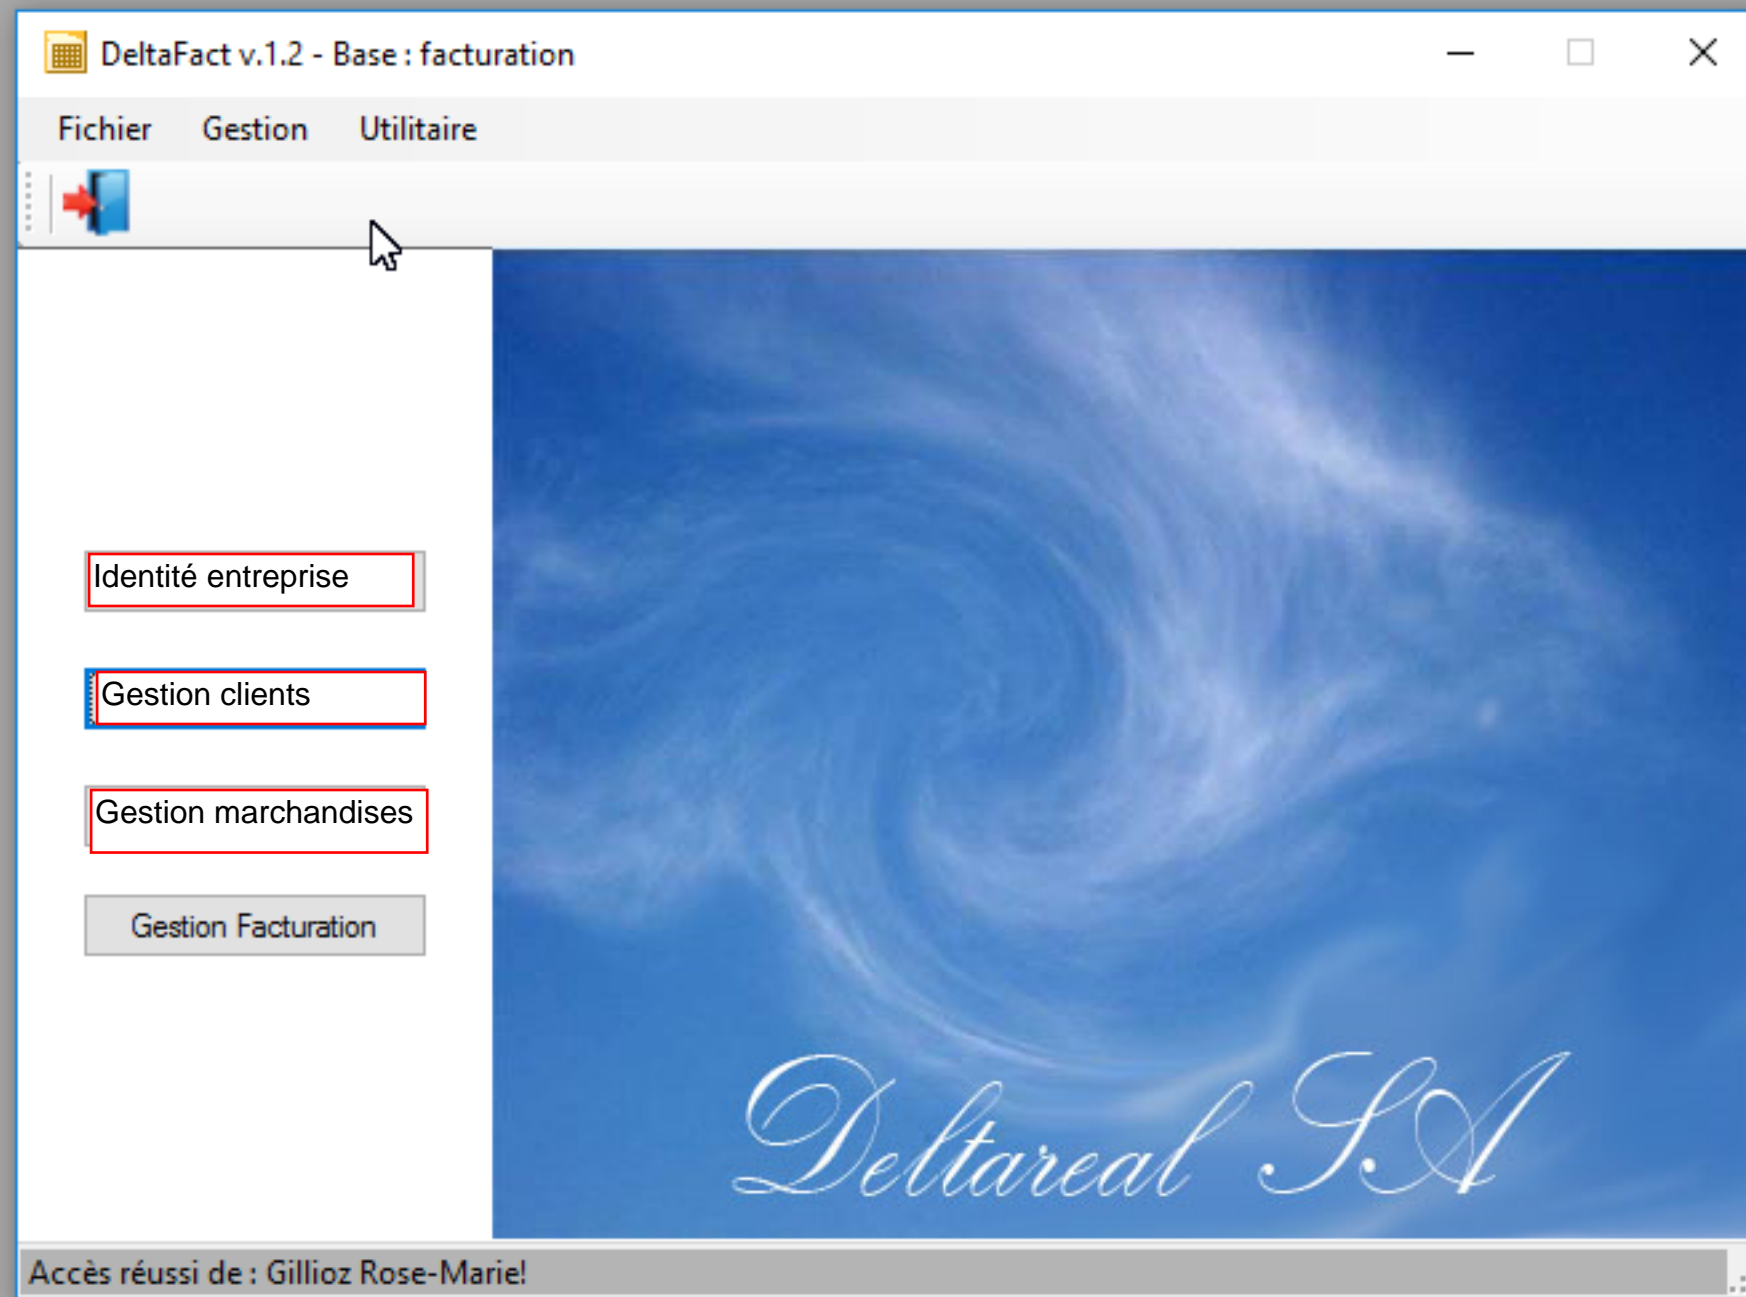 DeltaFact v.1.2 - Base : facturation
Fichier Gestion Utilitaire
Identité entreprise
Gestion clients
Gestion marchandises
Gestion Facturation
Deltareal SA
Accès réussi de : Gillioz Rose-Marie!